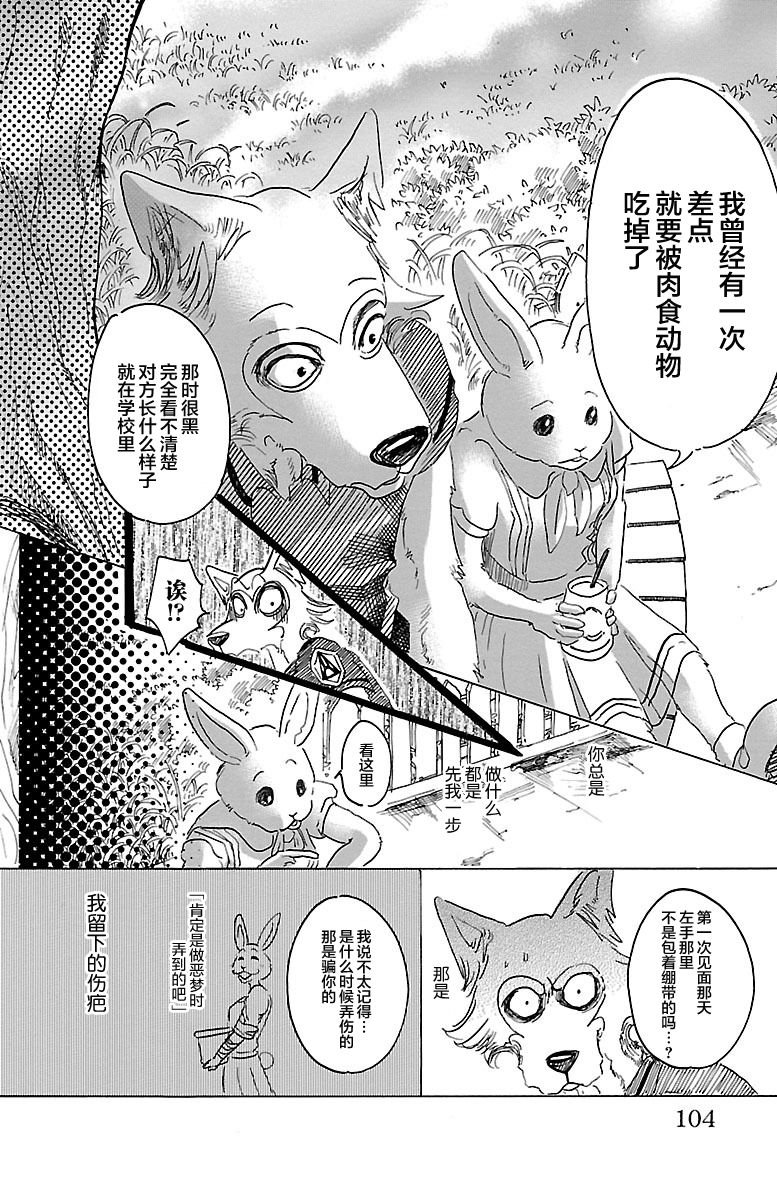 我曾经有一次
差点
就要被肉食动物
吃掉了
那时很黑
完全看不清楚
对方长什么样子
就在学校里
诶!?
你总是
做什么
都是
先我一步
看这里
第一次见面那天
左手那里
不是包着绷带的吗…?
那是
我说不太记得…
是什么时候弄伤的
那是骗你的
「肯定是做恶梦时
弄到的吧」
我留下的伤疤
104